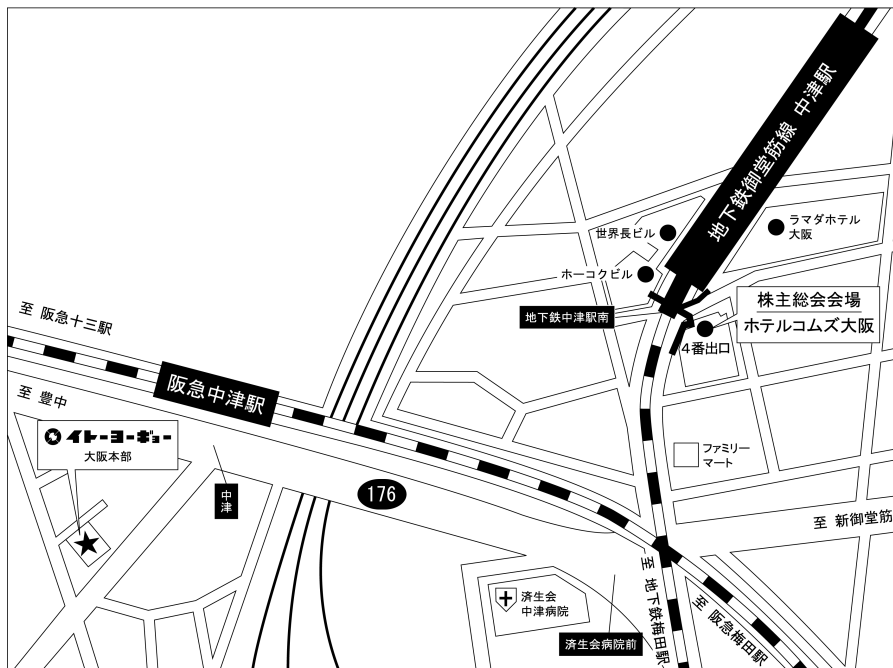 地下鉄御堂筋線 中津駅
世界長ビル
ラマダホテル
大阪
ホーコクビル
地下鉄中津駅南
株主総会会場
ホテルコムズ大阪
4番出口
至 阪急十三駅
阪急中津駅
至 豊中
イトーヨーギョー
大阪本部
中津
176
ファミリー
マート
至 新御堂筋
済生会
中津病院
済生会病院前
至 地下鉄梅田駅
至 阪急梅田駅